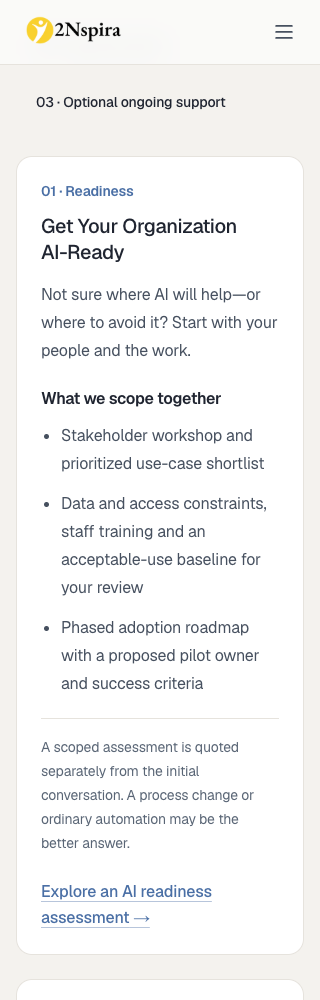 2Nspira
03 · Optional ongoing support
01 · Readiness
Get Your Organization
AI-Ready
Not sure where AI will help—or
where to avoid it? Start with your
people and the work.
What we scope together
• Stakeholder workshop and
prioritized use-case shortlist
• Data and access constraints,
staff training and an
acceptable-use baseline for
your review
• Phased adoption roadmap
with a proposed pilot owner
and success criteria
A scoped assessment is quoted
separately from the initial
conversation. A process change or
ordinary automation may be the
better answer.
Explore an AI readiness
assessment →